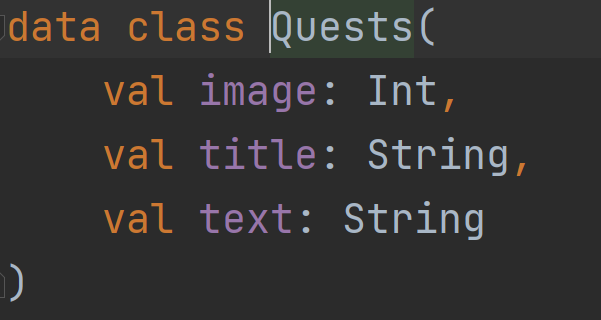 data class Quests(
val image: Int,
val title: String,
val text: String
)